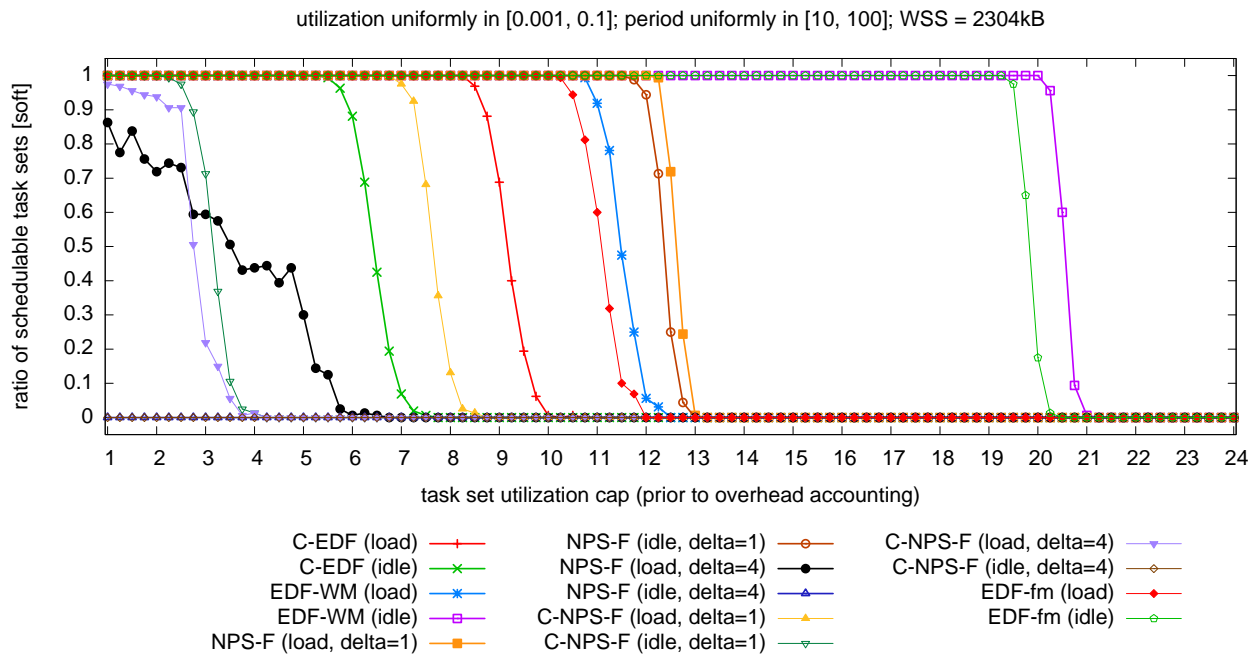 utilization uniformly in [0.001, 0.1]; period uniformly in [10, 100]; WSS = 2304kB
ratio of schedulable task sets [soft]
1
0.9
0.8
0.7
0.6
0.5
0.4
0.3
0.2
0.1
0
1 2 3 4 5 6 7 8 9 10 11 12 13 14 15 16 17 18 19 20 21 22 23 24
task set utilization cap (prior to overhead accounting)
C-EDF (load)
C-EDF (idle)
EDF-WM (load)
EDF-WM (idle)
NPS-F (load, delta=1)
NPS-F (idle, delta=1)
NPS-F (load, delta=4)
NPS-F (idle, delta=4)
C-NPS-F (load, delta=1)
C-NPS-F (idle, delta=1)
C-NPS-F (load, delta=4)
C-NPS-F (idle, delta=4)
EDF-fm (load)
EDF-fm (idle)